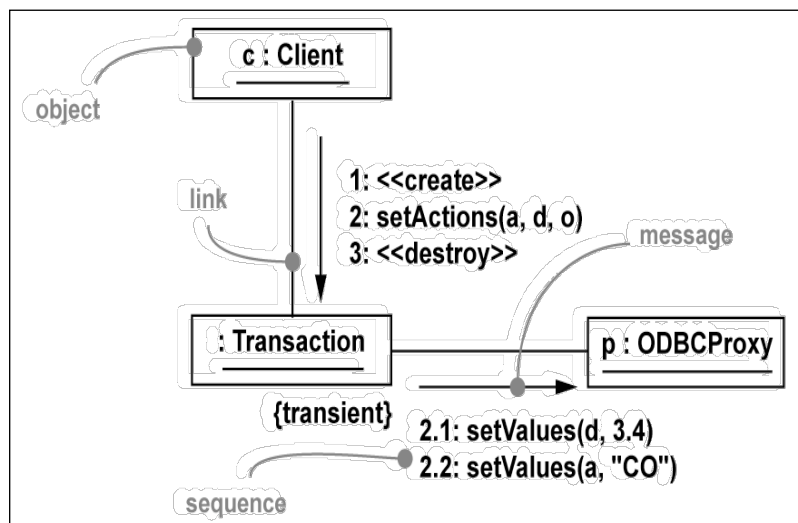 c : Client
object
1: <<create>>
link
2: setActions(a, d, o)
message
3: <<destroy>>
: Transaction
p : ODBCProxy
{transient}
2.1: setValues(d, 3.4)
2.2: setValues(a, "CO")
sequence